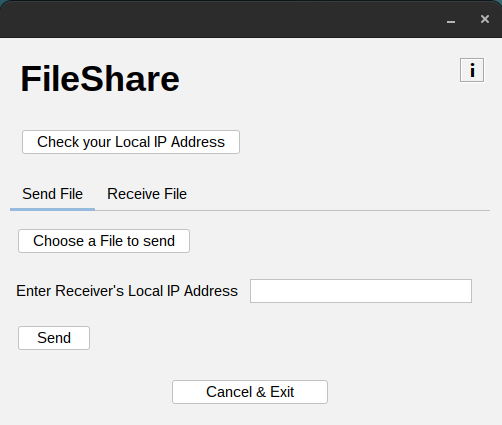 FileShare
i
Check your Local IP Address
Send File
Receive File
Choose a File to send
Enter Receiver's Local IP Address
Send
Cancel & Exit